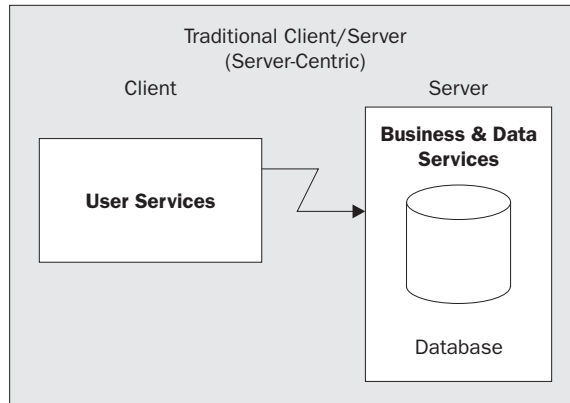 Traditional Client/Server
(Server-Centric)
Client
Server
User Services
Business & Data
Services
Database